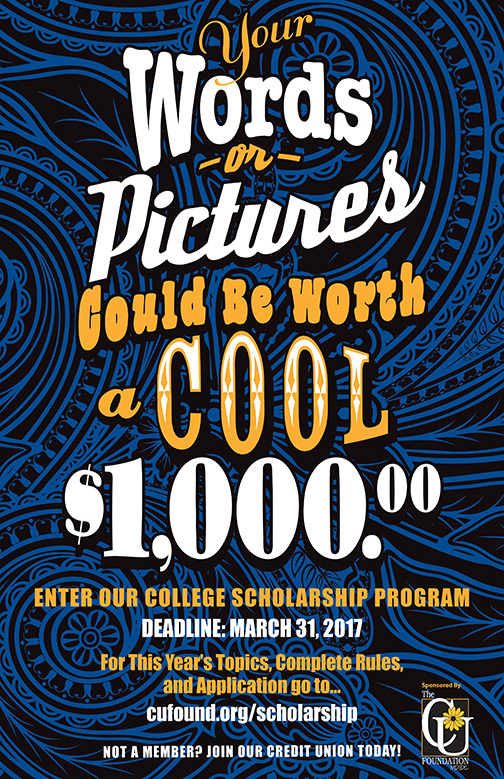 Your
Words
-or-
Pictures
Could Be Worth
a COOL
$1,000.00
ENTER OUR COLLEGE SCHOLARSHIP PROGRAM
DEADLINE: MARCH 31, 2017
For This Year's Topics, Complete Rules,
and Application go to...
cufound.org/scholarship
NOT A MEMBER? JOIN OUR CREDIT UNION TODAY!
Sponsored By
The
CU
FOUNDATION